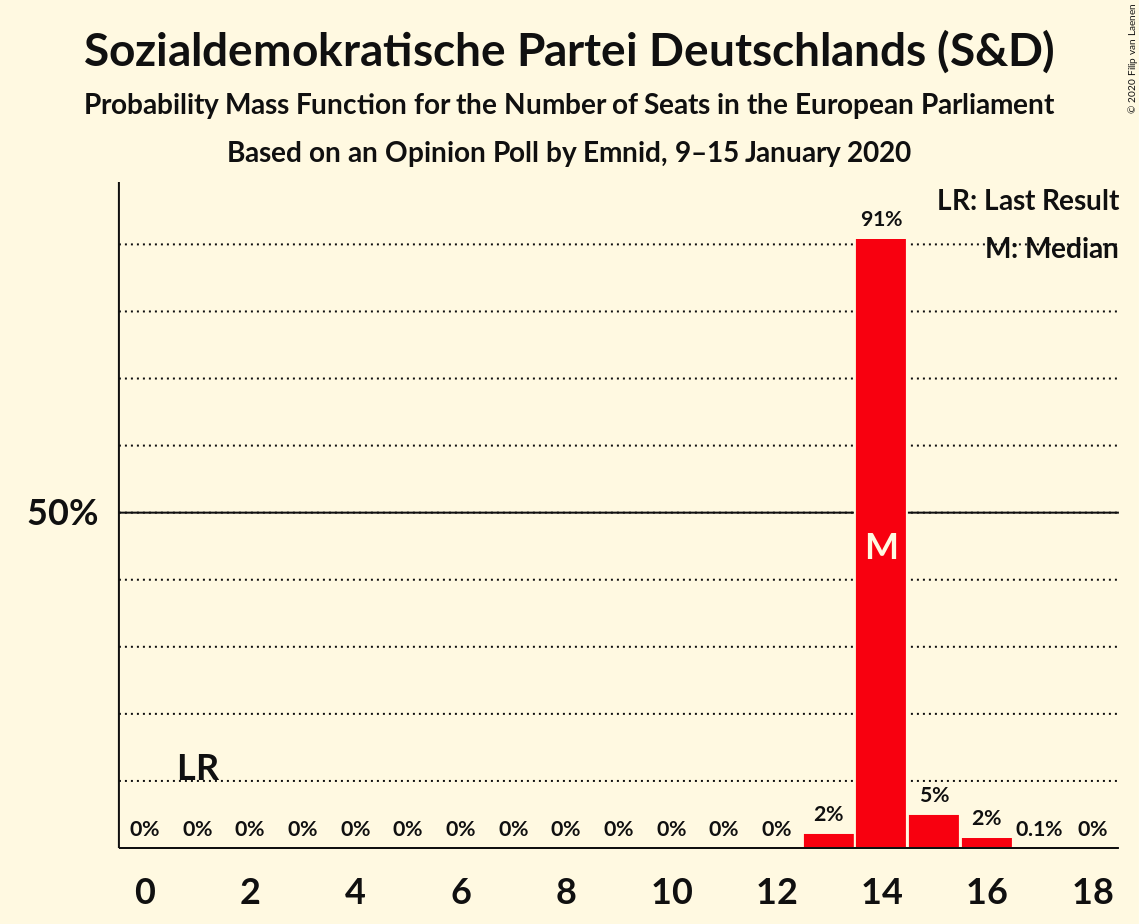 Sozialdemokratische Partei Deutschlands (S&D)
Probability Mass Function for the Number of Seats in the European Parliament
Based on an Opinion Poll by Emnid, 9–15 January 2020
© 2020 Filip van Laenen
LR: Last Result
M: Median
91%
50%
M
LR
0% 0% 0% 0% 0% 0% 0% 0% 0% 0% 0% 0% 0% 2% 5% 2% 0.1% 0%
0 2 4 6 8 10 12 14 16 18